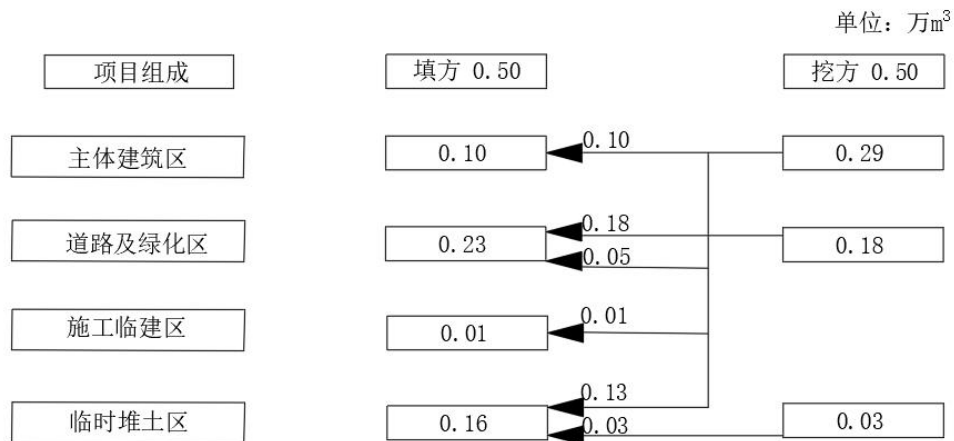 单位：万m³
项目组成 填方 0.50 挖方 0.50
主体建筑区 0.10 0.10 0.29
道路及绿化区 0.23 0.18 0.18
0.05
施工临建区 0.01 0.01
临时堆土区 0.16 0.13 0.03
0.03